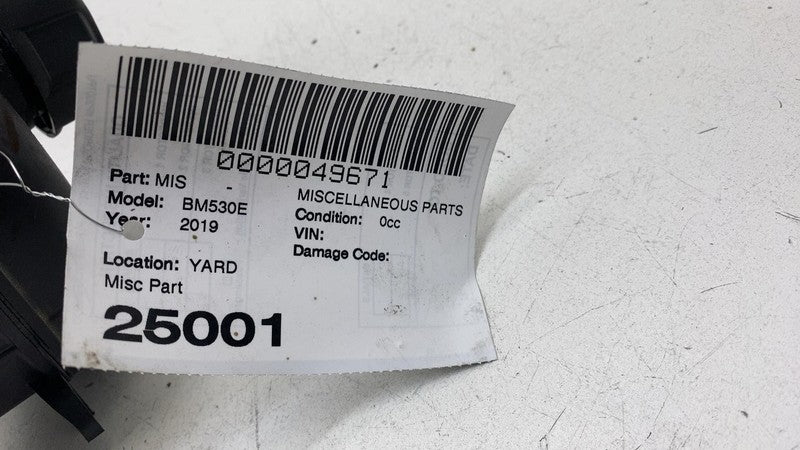 0000049671
Part: MIS -
MISCELLANEOUS PARTS
Model: BM530E
Condition: 0cc
Year: 2019
VIN:
Damage Code:
Location: YARD
Misc Part
25001